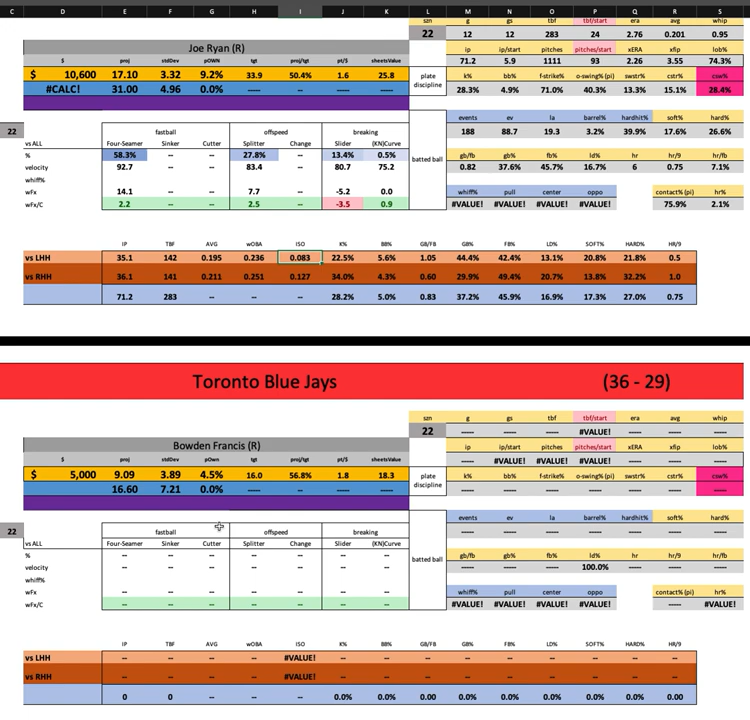 C D E F G H I J K L M N O P Q R S
szn g gs tbf tbf/start era avg whip
22 12 12 283 24 2.76 0.201 0.95
Joe Ryan (R) ip ip/start pitches pitches/start xERA xfip lob%
$ proj stdDev pOWN tgt proj/tgt pt/$ sheetsValue 71.2 5.9 1111 93 2.26 3.55 74.3%
$ 10,600 17.10 3.32 9.2% 33.9 50.4% 1.6 25.8 plate discipline k% bb% f-strike% o-swing% (pi) swstr% cstr% csw%
#CALC! 31.00 4.96 0.0% ---- ---- -- ---- 28.3% 4.9% 71.0% 40.3% 13.3% 15.1% 28.4%
events ev la barrel% hardhit% soft% hard%
22 fastball offspeed breaking 188 88.7 19.3 3.2% 39.9% 17.6% 26.6%
vs ALL Four-Seamer Sinker Cutter Splitter Change Slider (KN)Curve
% 58.3% -- -- 27.8% -- 13.4% 0.5% batted ball gb/fb gb% fb% ld% hr hr/9 hr/fb
velocity 92.7 -- -- 83.4 -- 80.7 75.2 0.82 37.6% 45.7% 16.7% 6 0.75 7.1%
whiff%
wFx 14.1 7.7 -5.2 0.0 whiff% pull center oppo contact% (pi) hr%
wFx/C 2.2 -- -- 2.5 -- -3.5 0.9 #VALUE! #VALUE! #VALUE! #VALUE! 75.9% 2.1%
IP TBF AVG wOBA ISO K% BB% GB/FB GB% FB% LD% SOFT% HARD% HR/9
vs LHH 35.1 142 0.195 0.236 0.083 22.5% 5.6% 1.05 44.4% 42.4% 13.1% 20.8% 21.8% 0.5
vs RHH 36.1 141 0.211 0.251 0.127 34.0% 4.3% 0.60 29.9% 49.4% 20.7% 13.8% 32.2% 1.0
71.2 283 -- -- -- 28.2% 5.0% 0.83 37.2% 45.9% 16.9% 17.3% 27.0% 0.75
Toronto Blue Jays (36 - 29)
szn g gs tbf tbf/start era avg whip
22 ---- ---- ---- #VALUE! ---- ---- ----
Bowden Francis (R) ip ip/start pitches pitches/start xERA xfip lob%
$ proj stdDev pOwn tgt proj/tgt pt/$ sheetsValue ---- #VALUE! #VALUE! #VALUE! ---- ---- ----
$ 5,000 9.09 3.89 4.5% 16.0 56.8% 1.8 18.3 plate discipline k% bb% f-strike% o-swing% (pi) swstr% cstr% csw%
16.60 7.21 0.0% ---- ---- -- ---- ---- ---- ---- ---- ---- ---- ----
events ev la barrel% hardhit% soft% hard%
22 fastball offspeed breaking ---- ---- ---- ---- ---- ---- ----
vs ALL Four-Seamer Sinker Cutter Splitter Change Slider (KN)Curve
% -- -- -- -- -- -- -- batted ball gb/fb gb% fb% ld% hr hr/9 hr/fb
velocity -- -- -- -- -- -- -- ---- ---- ---- 100.0% ---- ---- ----
whiff%
wFx -- -- -- -- -- -- -- whiff% pull center oppo contact% (pi) hr%
wFx/C -- -- -- -- -- -- -- #VALUE! #VALUE! #VALUE! #VALUE! ---- #VALUE!
IP TBF AVG wOBA ISO K% BB% GB/FB GB% FB% LD% SOFT% HARD% HR/9
vs LHH -- -- -- -- #VALUE! -- -- -- -- -- -- -- -- --
vs RHH -- -- -- -- #VALUE! -- -- -- -- -- -- -- -- --
0 0 -- -- -- 0.0% 0.0% 0.00 0.0% 0.0% 0.0% 0.0% 0.0% 0.00